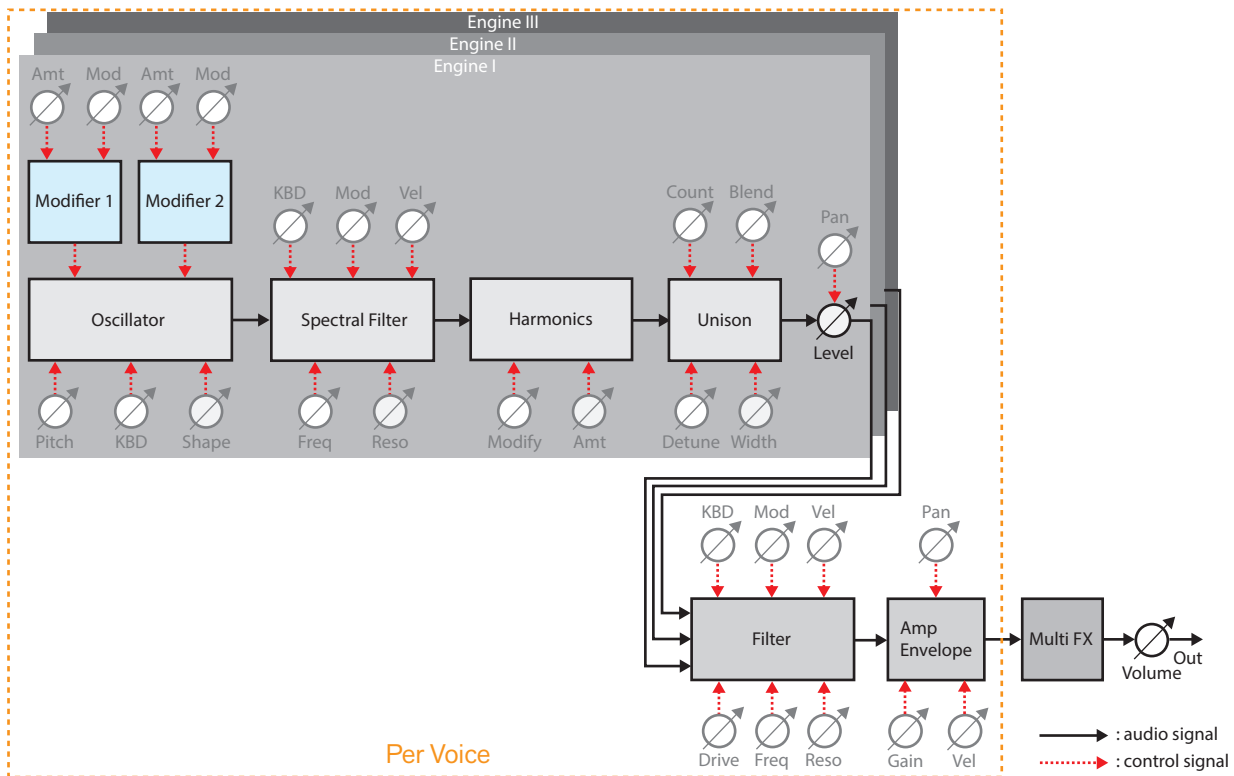 Engine III
Engine II
Engine I
Amt Mod Amt Mod
Modifier 1 Modifier 2
KBD Mod Vel
Count Blend
Pan
Oscillator
Spectral Filter
Harmonics
Unison
Level
Pitch KBD Shape
Freq Reso
Modify Amt
Detune Width
KBD Mod Vel
Pan
Filter
Amp
Envelope
Multi FX
Volume
Out
Drive Freq Reso
Gain Vel
Per Voice
: audio signal
: control signal